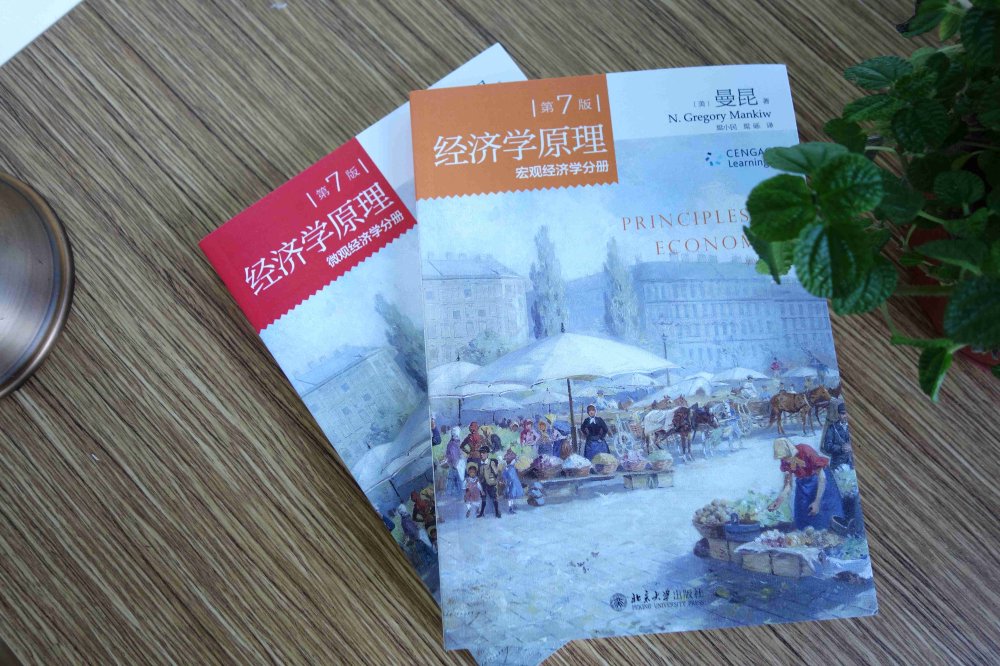 第7版
经济学原理
微观经济学分册
第7版
经济学原理
宏观经济学分册
[美] 曼昆 著
N. Gregory Mankiw
梁小民 梁砾 译
CENGAGE
Learning
PRINCIPLES
ECONOM
北京大学出版社
PEKING UNIVERSITY PRESS